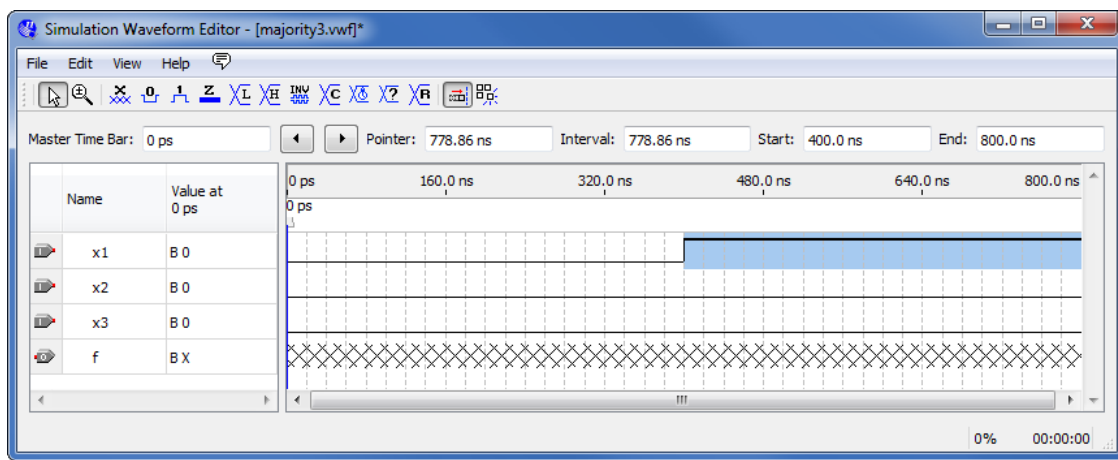 Simulation Waveform Editor - [majority3.vwf]*
File Edit View Help
Master Time Bar: 0 ps Pointer: 778.86 ns Interval: 778.86 ns Start: 400.0 ns End: 800.0 ns
Name Value at 0 ps 0 ps 160.0 ns 320.0 ns 480.0 ns 640.0 ns 800.0 ns
0 ps
x1 B 0
x2 B 0
x3 B 0
f B X
0% 00:00:00